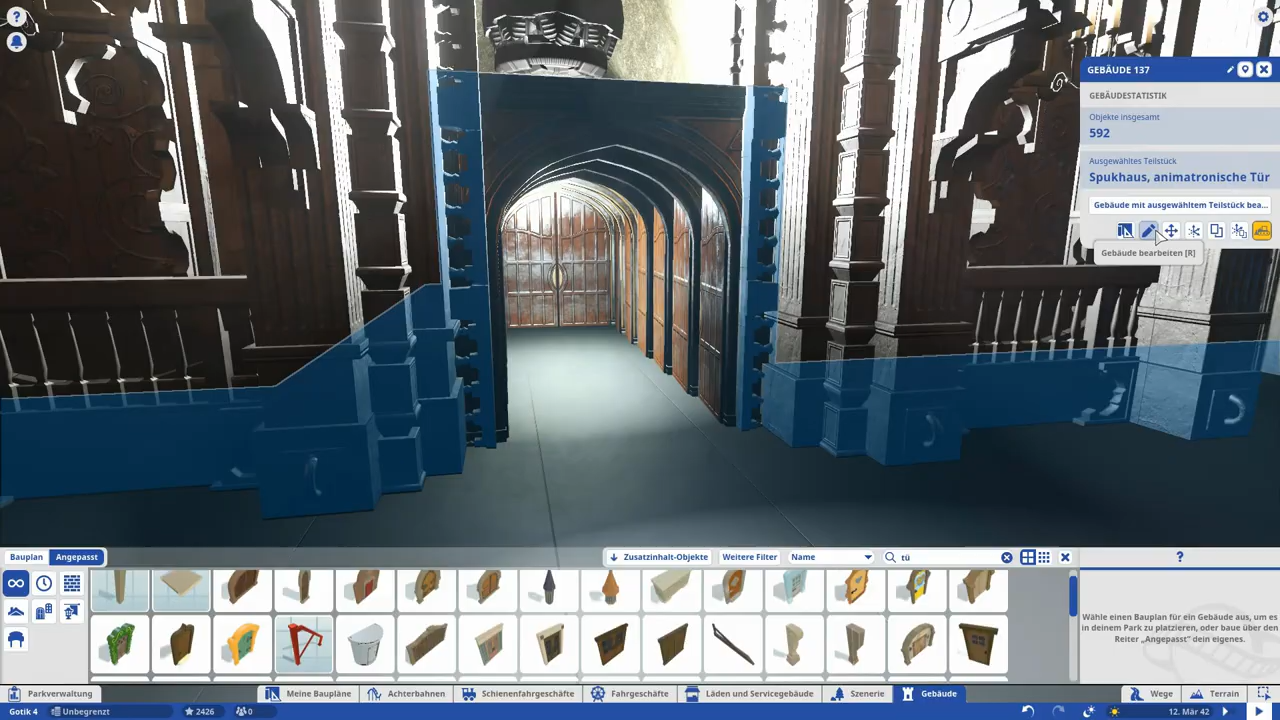 GEBÄUDE 137
GEBÄUDESTATISTIK
Objekte insgesamt
592
Ausgewähltes Teilstück
Spukhaus, animatronische Tür
Gebäude mit ausgewähltem Teilstück bea...
Gebäude bearbeiten [R]
Bauplan
Angepasst
Zusatzinhalt-Objekte
Weitere Filter
Name
tü
?
Wähle einen Bauplan für ein Gebäude aus, um es
in deinem Park zu platzieren, oder baue über den
Reiter „Angepasst" dein eigenes.
Parkverwaltung
Meine Baupläne
Achterbahnen
Schienenfahrgeschäfte
Fahrgeschäfte
Läden und Servicegebäude
Szenerie
Gebäude
Wege
Terrain
Gotik 4
Unbegrenzt
2426
0
12. Mär 42